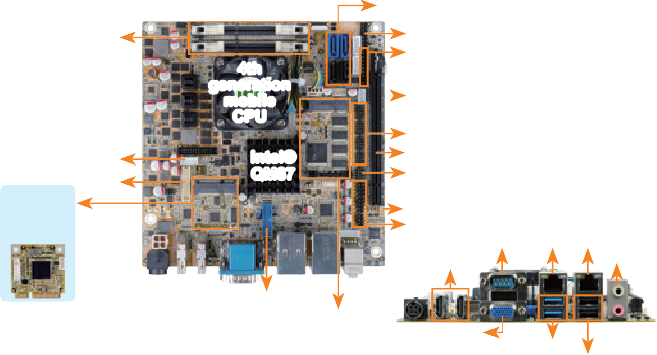 4th
generation
mobile
CPU
Intel®
QM87